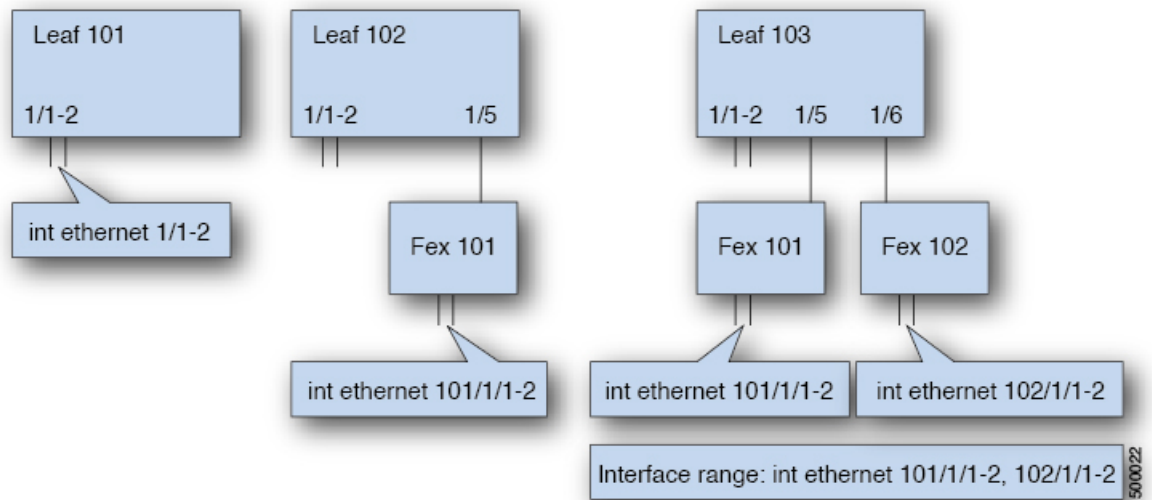 Leaf 101
1/1-2
int ethernet 1/1-2
Leaf 102
1/1-2 1/5
Fex 101
int ethernet 101/1/1-2
Leaf 103
1/1-2 1/5 1/6
Fex 101
Fex 102
int ethernet 101/1/1-2
int ethernet 102/1/1-2
Interface range: int ethernet 101/1/1-2, 102/1/1-2
500022